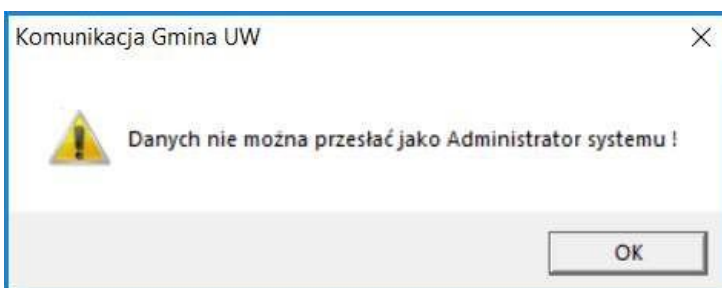 Komunikacja Gmina UW
Danych nie można przesłać jako Administrator systemu !
OK